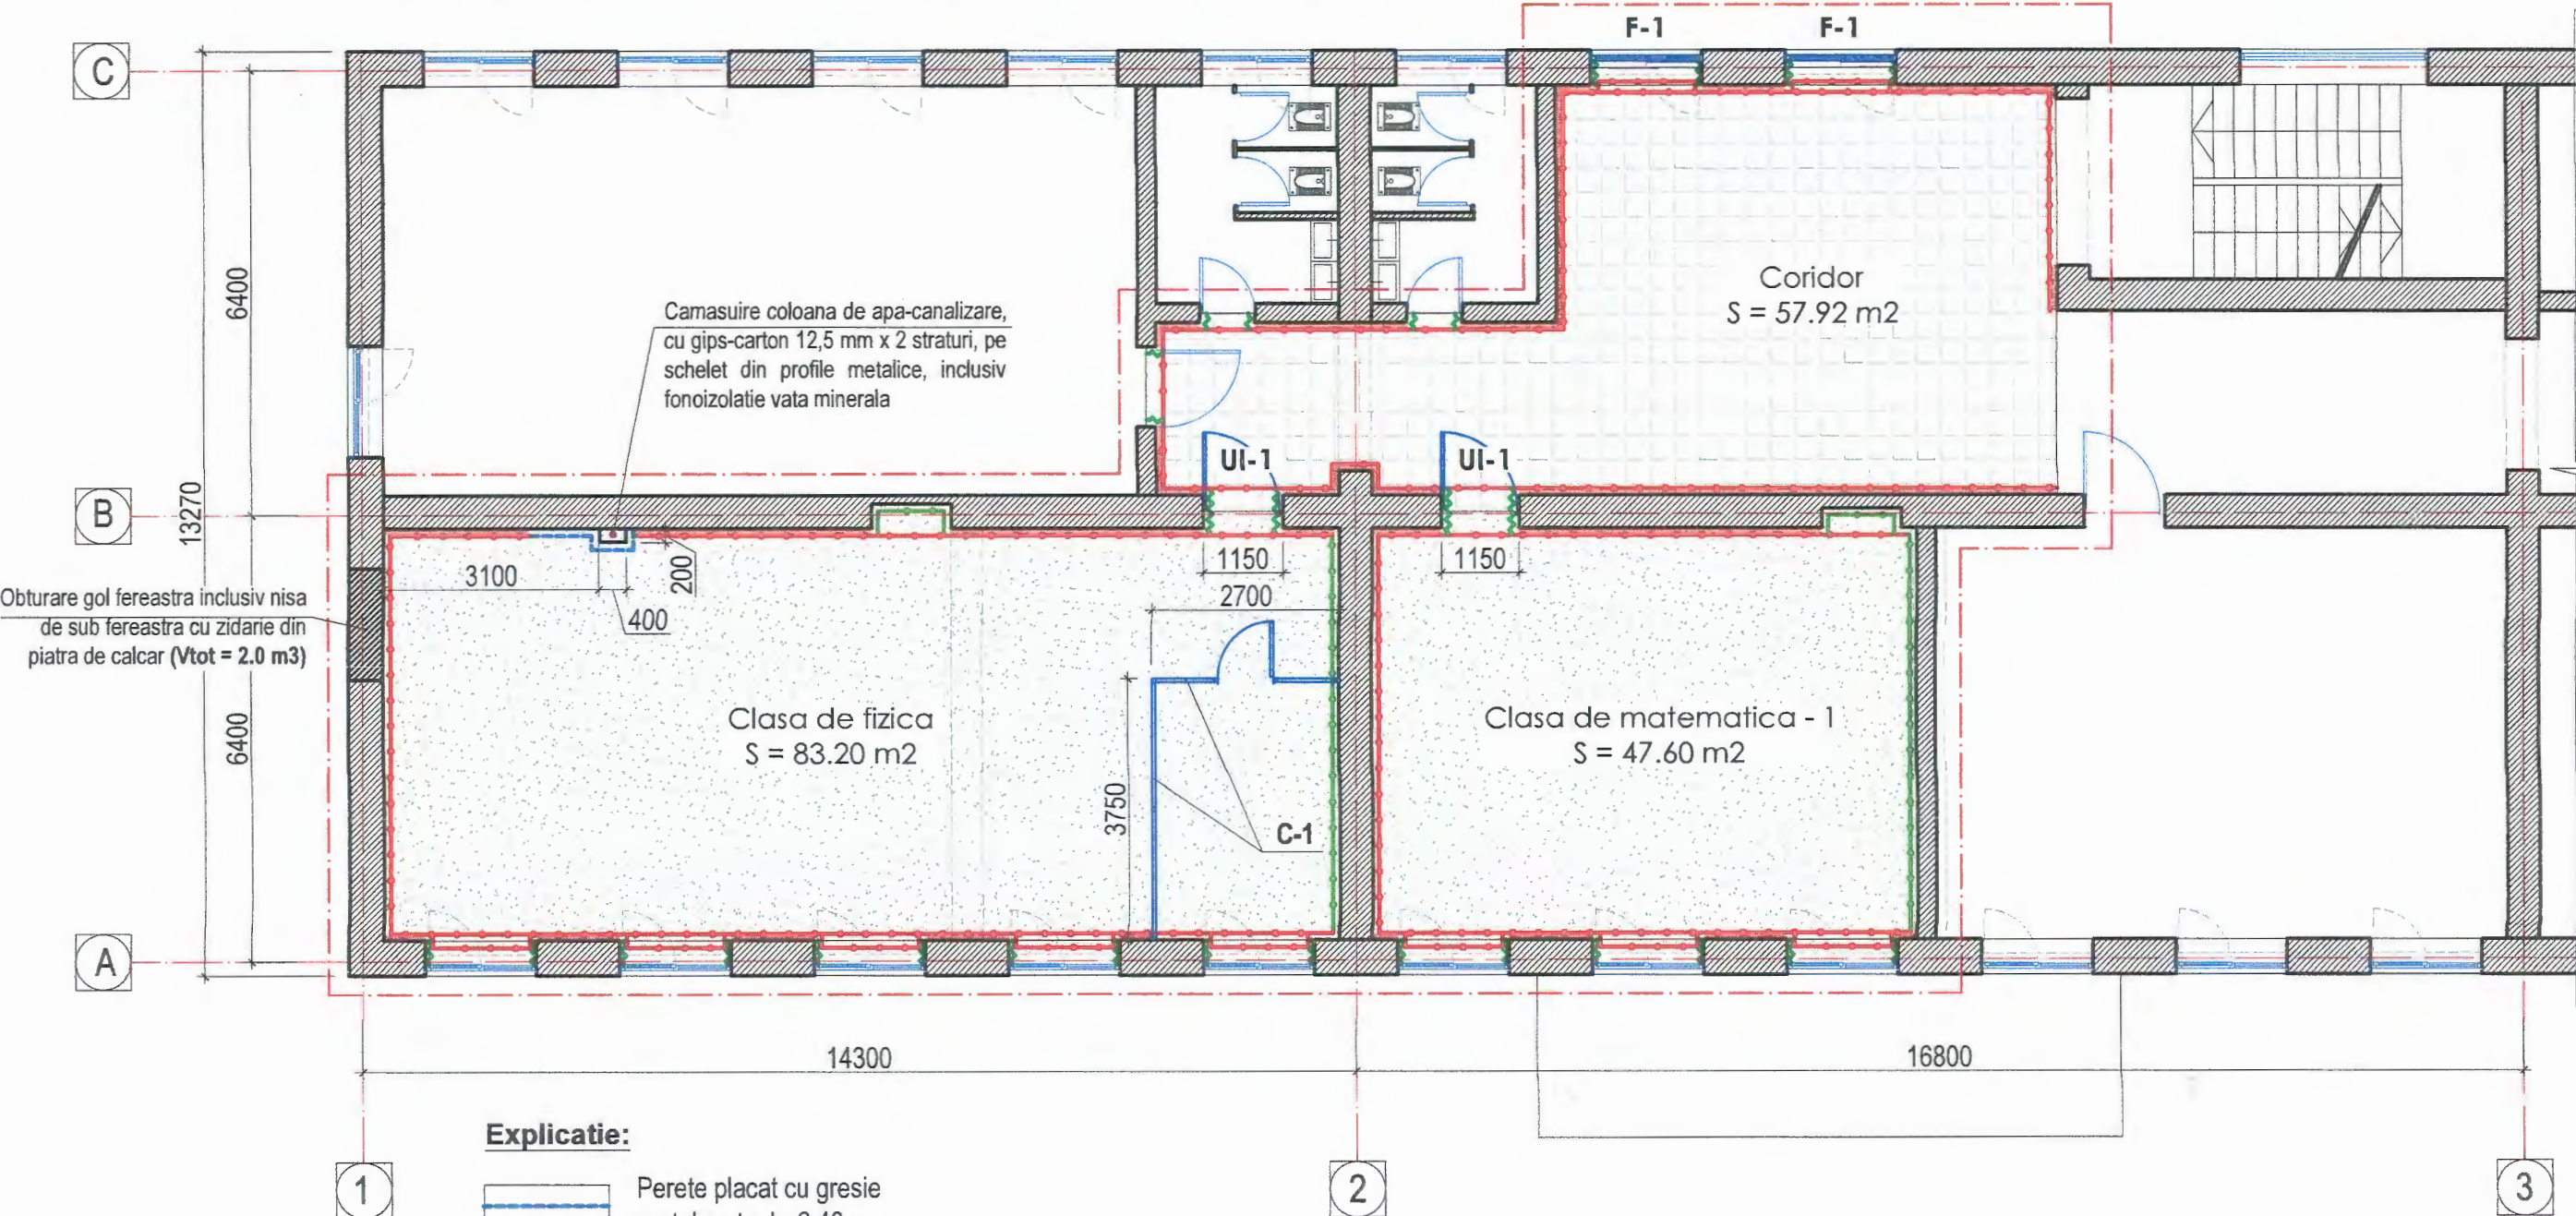 F-1
F-1
C
Coridor
S = 57.92 m2
6400
Camasuire coloana de apa-canalizare,
cu gips-carton 12,5 mm x 2 straturi, pe
schelet din profile metalice, inclusiv
fonoizolatie vata minerala
UI-1
UI-1
B
13270
3100
200
400
1150
1150
2700
Obturare gol fereastra inclusiv nisa
de sub fereastra cu zidarie din
piatra de calcar (Vtot = 2.0 m3)
6400
Clasa de fizica
S = 83.20 m2
Clasa de matematica - 1
S = 47.60 m2
3750
C-1
A
14300
16800
Explicatie:
1
Perete placat cu gresie
2
3